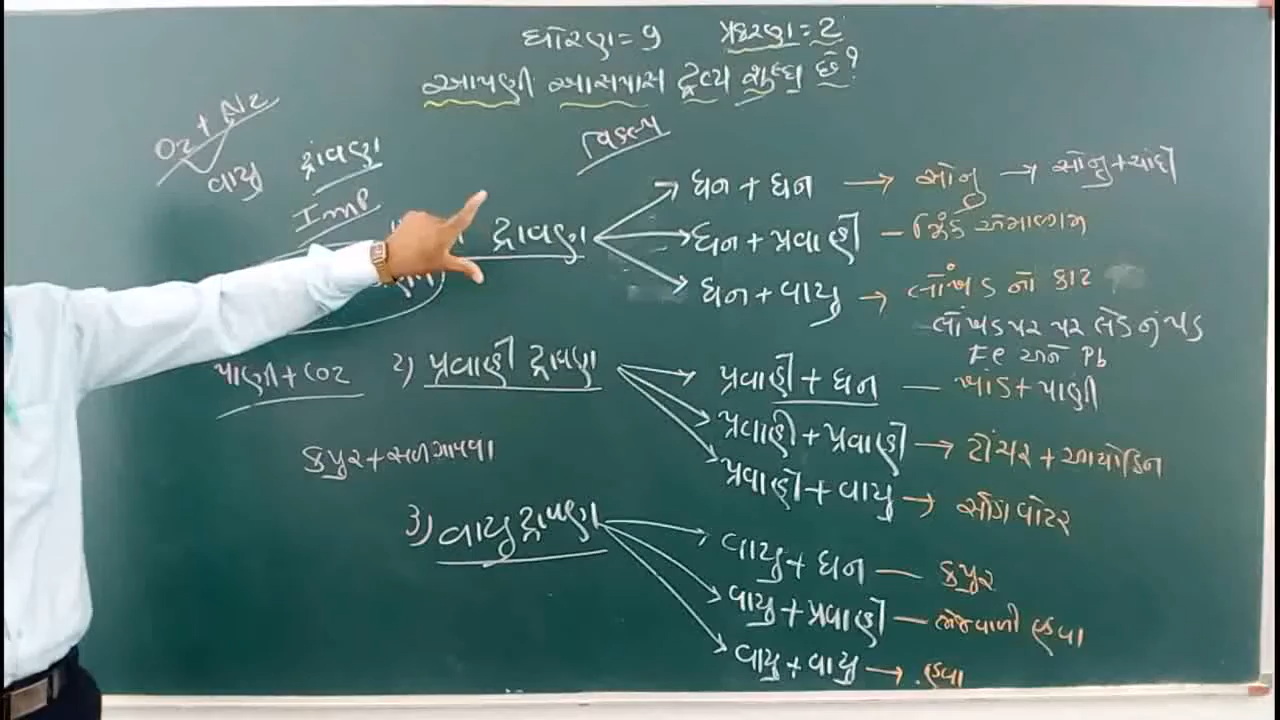 ધોરણ = 9 પ્રકરણ = 2
આપણી આસપાસ દ્રવ્ય શુદ્ધ છે?
O2 + N2
વાયુ
દ્રાવણ
Imp
વિકલ્પ
દ્રાવણ
ઘન + ઘન → સોનુ → સોનુ + ચાંદી
ઘન + પ્રવાહી - ઝિંક અમાલ્ગમ
ઘન + વાયુ → લોખંડ નો કાટ
લોખંડ પર પર લેડ નું પડ
Fe અને Pb
પાણી + CO2
2) પ્રવાહી દ્રાવણ
પ્રવાહી + ઘન — ખાંડ + પાણી
પ્રવાહી + પ્રવાહી → ટીંચર + આયોડિન
પ્રવાહી + વાયુ → સોડા વોટર
કપુર + સળગાવવા
3) વાયુ દ્રાવણ
વાયુ + ઘન — કપુર
વાયુ + પ્રવાહી — ભેજવાળી હવા
વાયુ + વાયુ → હવા